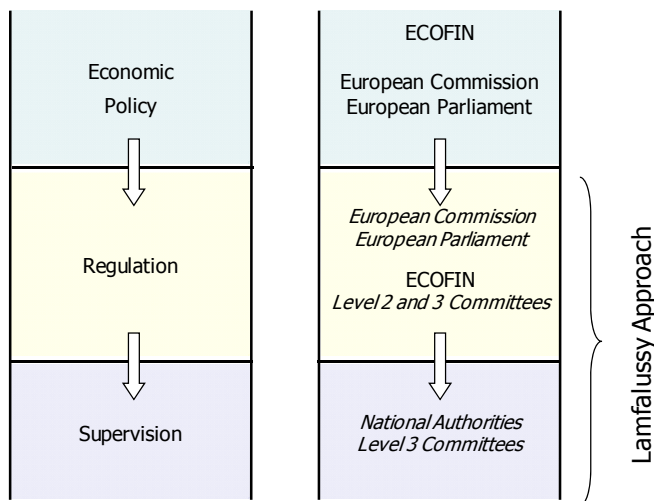 Economic
Policy
Regulation
Supervision
ECOFIN
European Commission
European Parliament
European Commission
European Parliament
ECOFIN
Level 2 and 3 Committees
National Authorities
Level 3 Committees
Lamfalussy Approach